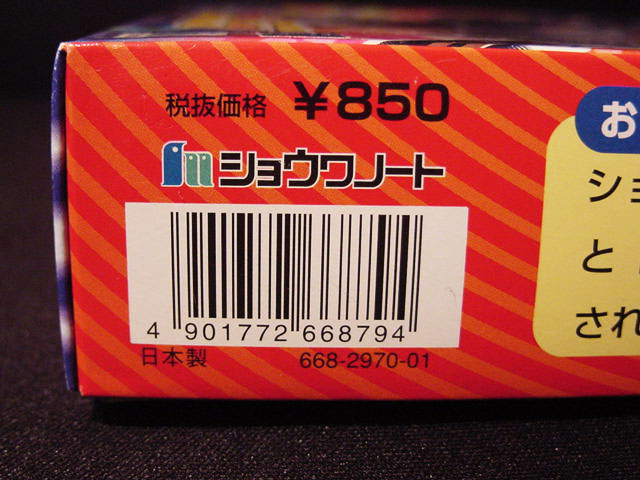 税抜価格 ¥850
ショウワノート
4 901772 668794
日本製 668-2970-01
お
ショ
と
され